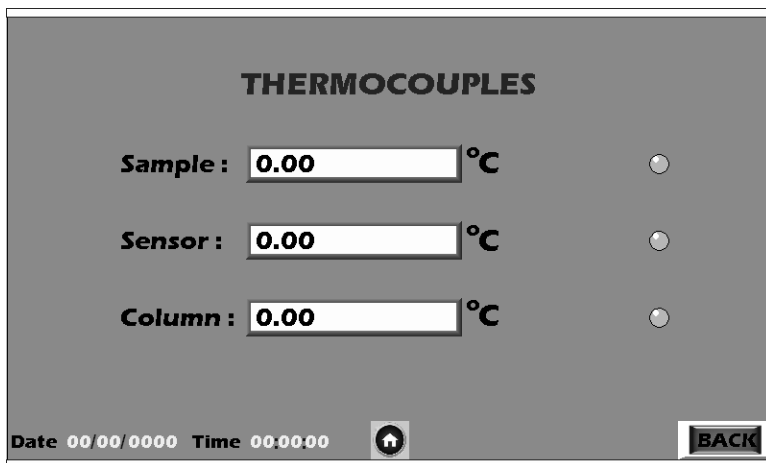 THERMOCOUPLES
Sample : 0.00 °C
Sensor : 0.00 °C
Column : 0.00 °C
Date 00/00/0000 Time 00:00:00 BACK